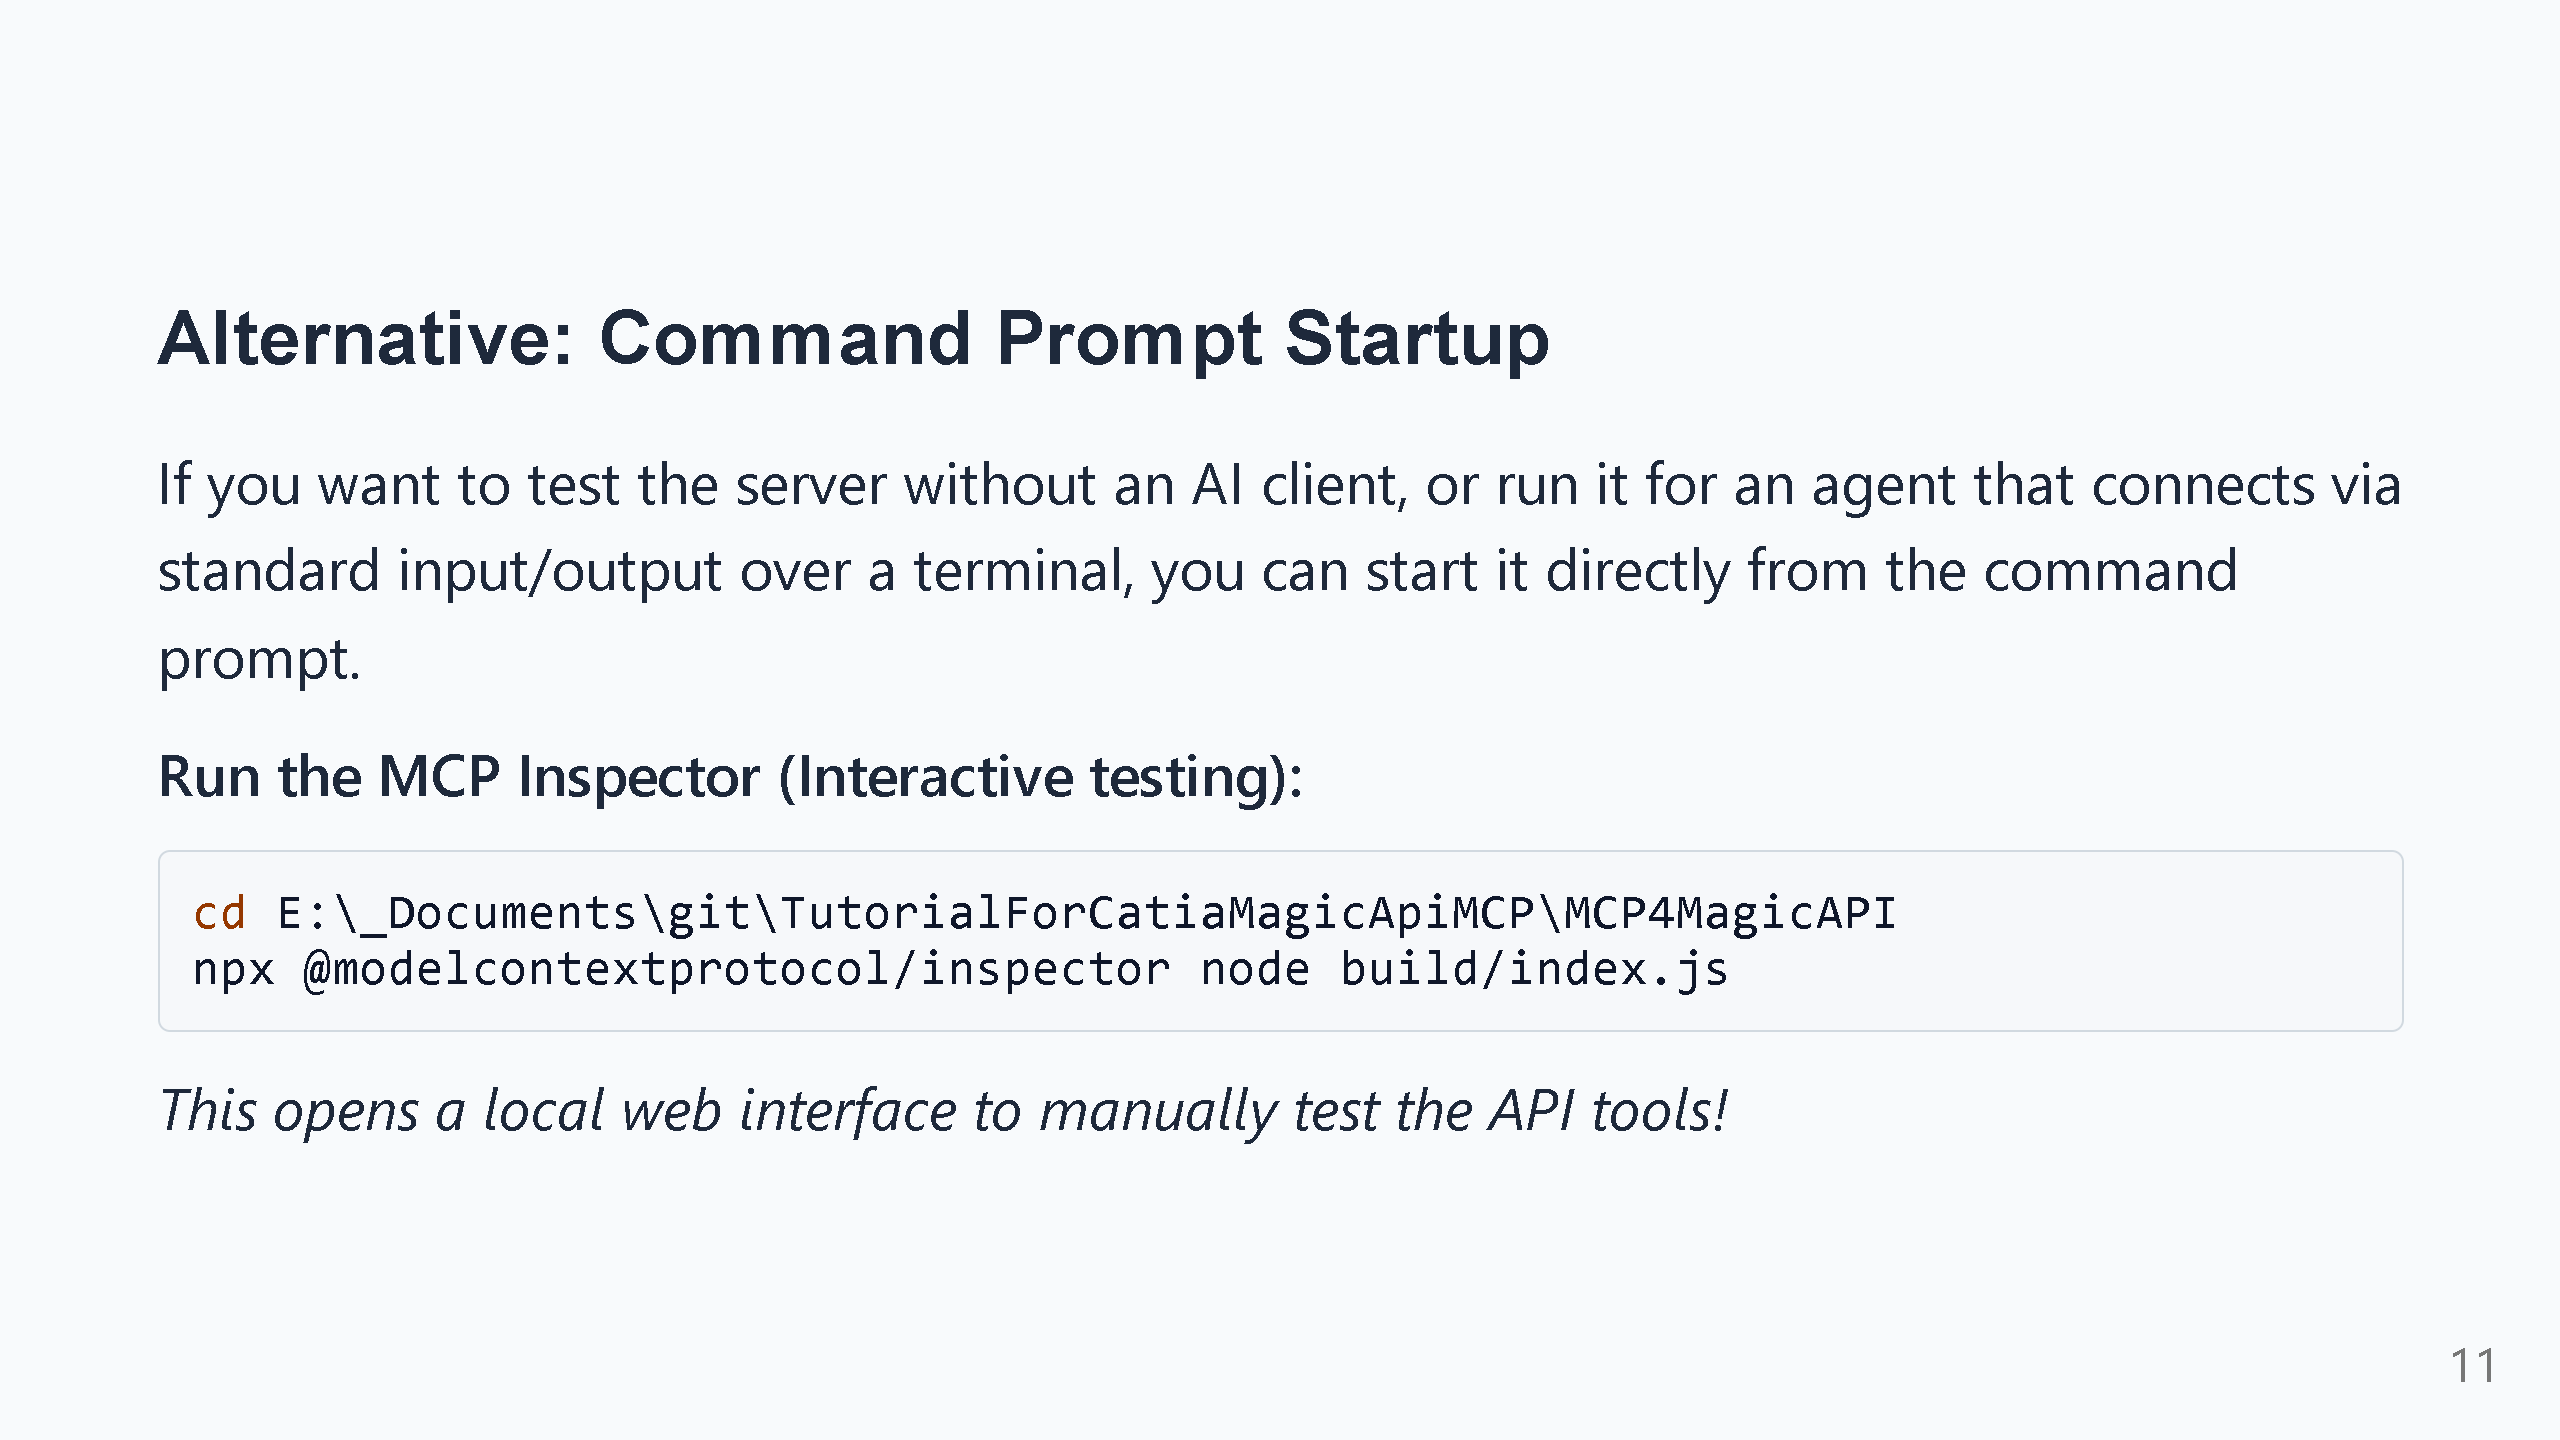 Alternative: Command Prompt Startup
If you want to test the server without an AI client, or run it for an agent that connects via
standard input/output over a terminal, you can start it directly from the command
prompt.
Run the MCP Inspector (Interactive testing):
cd E:\_Documents\git\TutorialForCatiaMagicApiMCP\MCP4MagicAPI
npx @modelcontextprotocol/inspector node build/index.js
This opens a local web interface to manually test the API tools!
11